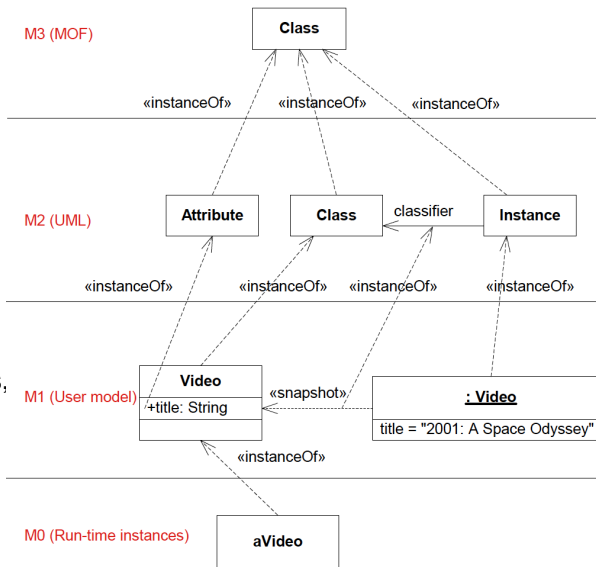 M3 (MOF)
Class
«instanceOf»
«instanceOf»
«instanceOf»
M2 (UML)
Attribute
Class
classifier
Instance
«instanceOf»
«instanceOf»
«instanceOf»
«instanceOf»
,
M1 (User model)
Video
+title: String
«snapshot»
: Video
title = "2001: A Space Odyssey"
«instanceOf»
M0 (Run-time instances)
aVideo